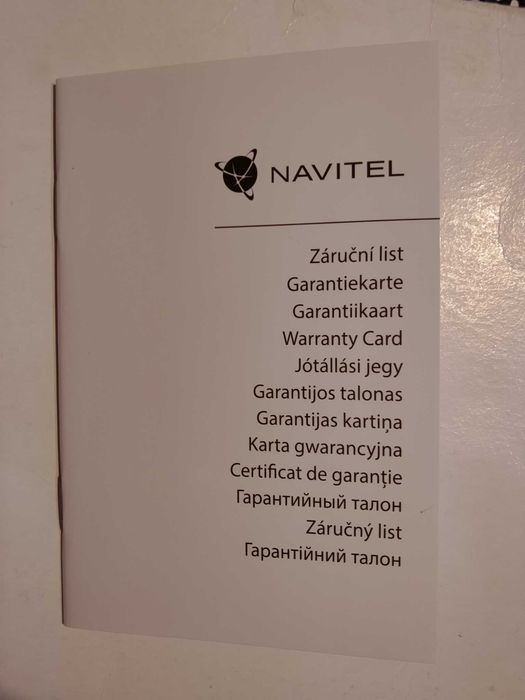 NAVITEL
Záruční list
Garantiekarte
Garantiikaart
Warranty Card
Jótállási jegy
Garantijos talonas
Garantijas kartiņa
Karta gwarancyjna
Certificat de garanție
Гарантийный талон
Záručný list
Гарантійний талон